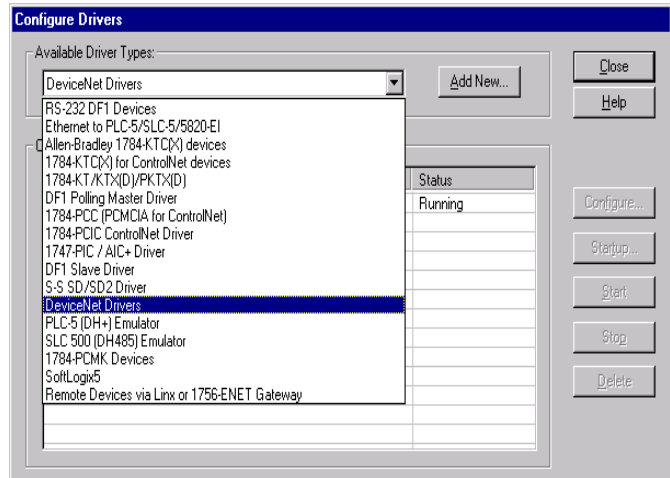 Configure Drivers
Available Driver Types:
DeviceNet Drivers
Add New...
Close
Help
RS-232 DF1 Devices
Ethernet to PLC-5/SLC-5/5820-EI
Allen-Bradley 1784-KTC(X) devices
1784-KTC(X) for ControlNet devices
1784-KT/KTX(D)/PKTX(D)
DF1 Polling Master Driver
1784-PCC (PCMCIA for ControlNet)
1784-PCIC ControlNet Driver
1747-PIC / AIC+ Driver
DF1 Slave Driver
S-S SD/SD2 Driver
DeviceNet Drivers
PLC-5 (DH+) Emulator
SLC 500 (DH485) Emulator
1784-PCMK Devices
SoftLogix5
Remote Devices via Linx or 1756-ENET Gateway
Status
Running
Configure...
Startup...
Start
Stop
Delete